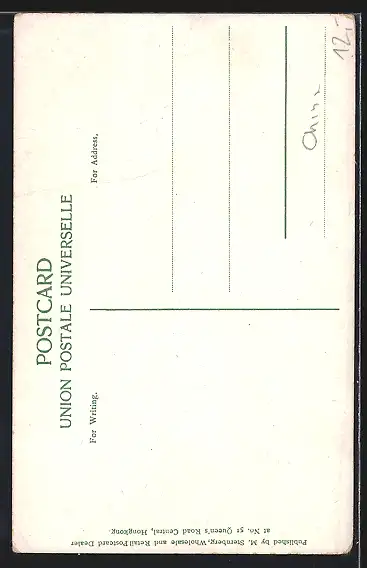 POSTCARD
UNION POSTALE UNIVERSELLE
For Writing.
For Address.
Published by M. Sternberg, Wholesale and Retail Postcard Dealer
at No. 51 Queen's Road Central, Hongkong.
China
12,-